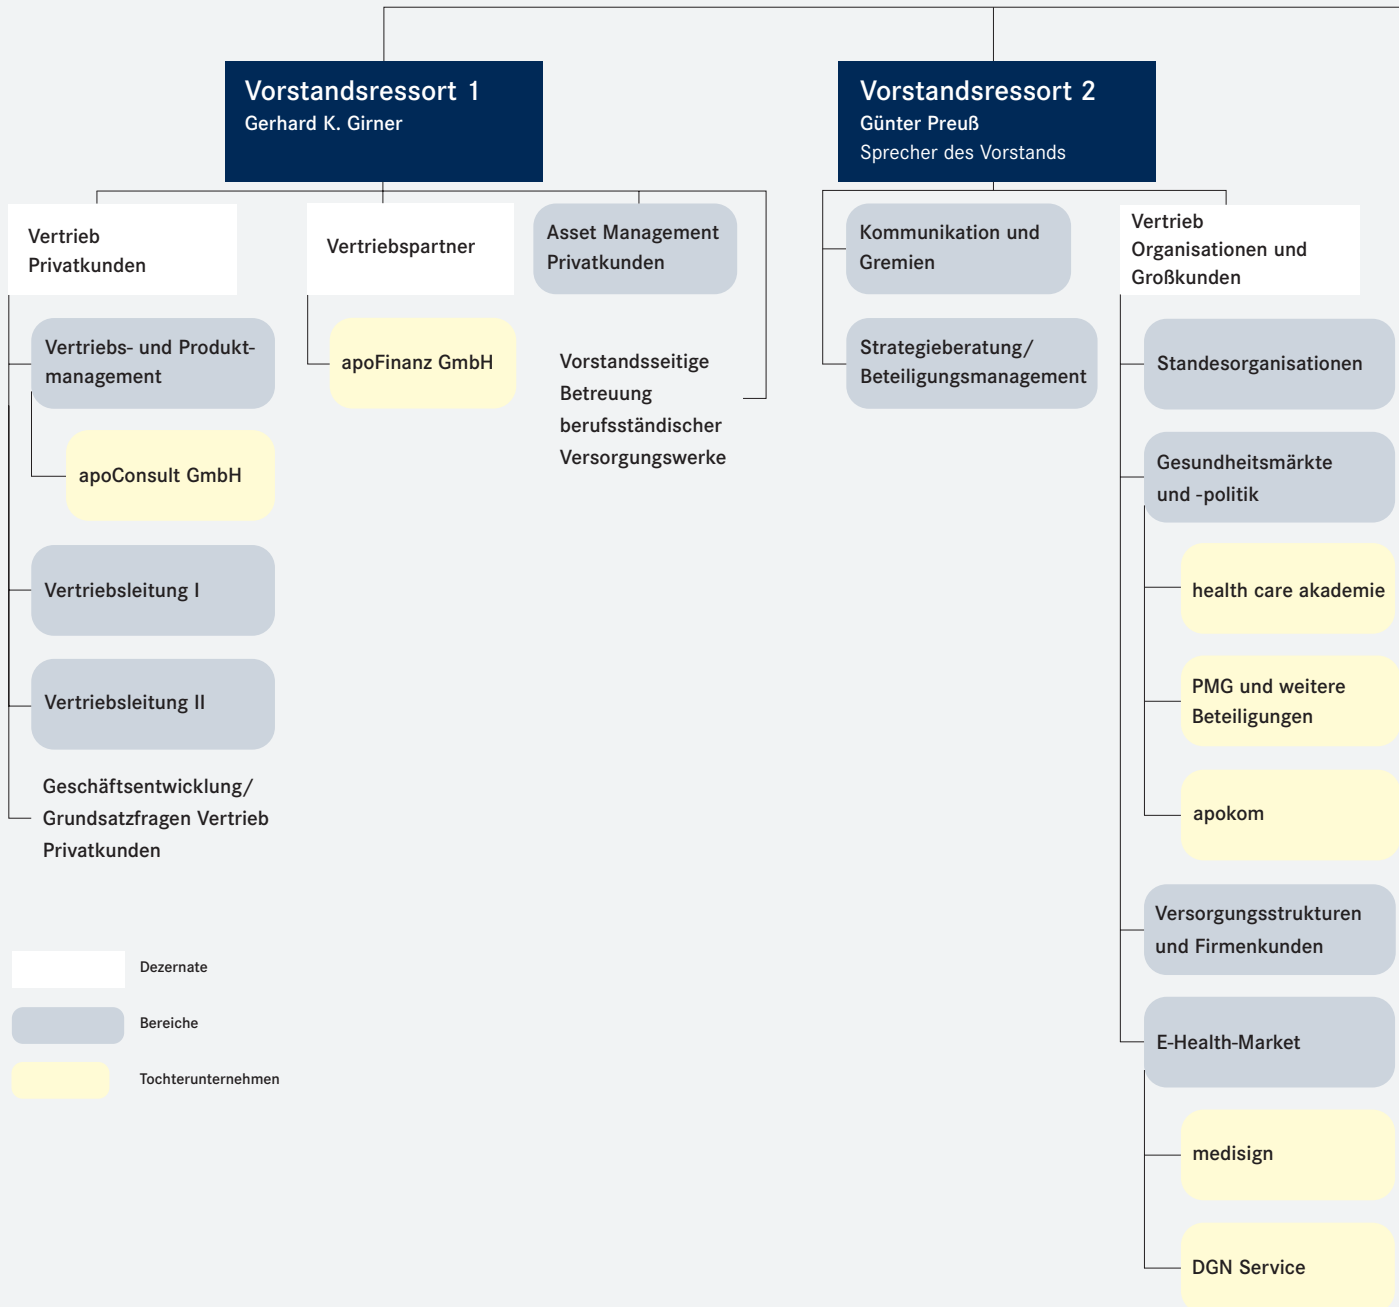 Vorstandsressort 1
Gerhard K. Girner
Vertrieb
Privatkunden
Vertriebs- und Produkt-
management
apoConsult GmbH
Vertriebsleitung I
Vertriebsleitung II
Geschäftsentwicklung/
Grundsatzfragen Vertrieb
Privatkunden
Vertriebspartner
apoFinanz GmbH
Asset Management
Privatkunden
Vorstandsseitige
Betreuung
berufsständischer
Versorgungswerke
Vorstandsressort 2
Günter Preuß
Sprecher des Vorstands
Kommunikation und
Gremien
Strategieberatung/
Beteiligungsmanagement
Vertrieb
Organisationen und
Großkunden
Standesorganisationen
Gesundheitsmärkte
und -politik
health care akademie
PMG und weitere
Beteiligungen
apokom
Versorgungsstrukturen
und Firmenkunden
E-Health-Market
medisign
DGN Service
Dezernate
Bereiche
Tochterunternehmen